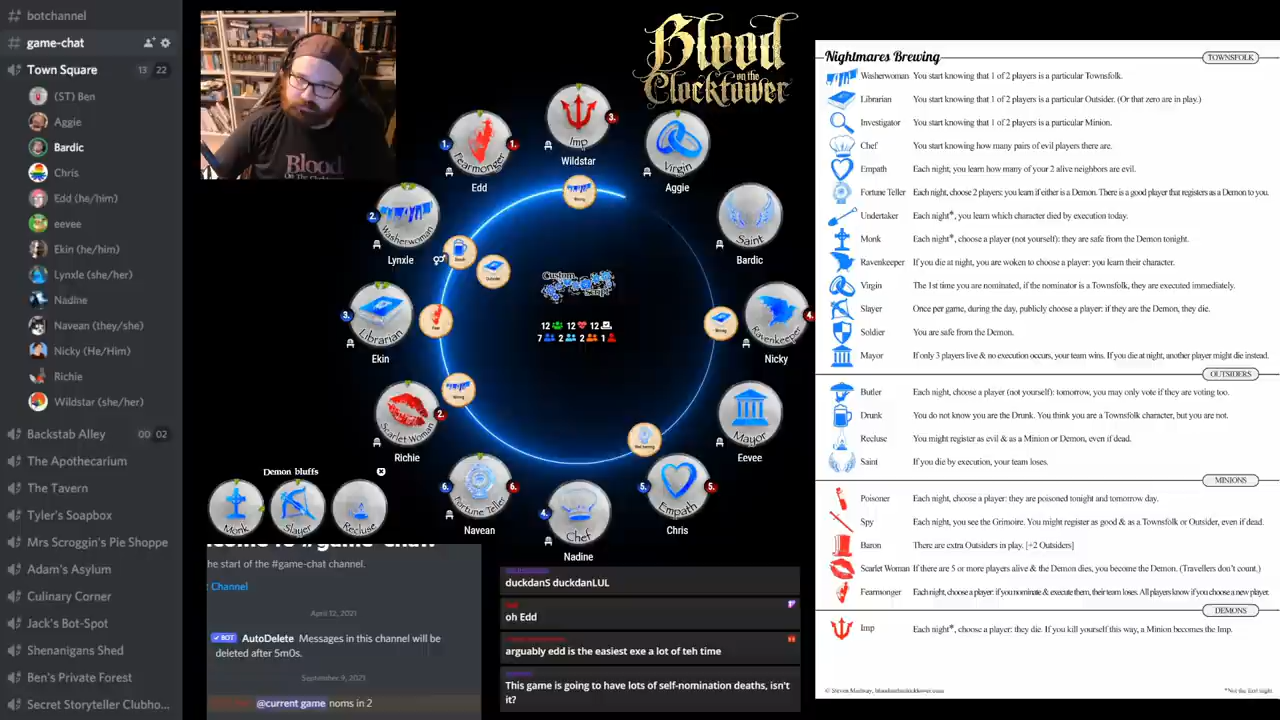 # botchannel
# game-chat
Town Square 13 22
(ST) Ben
Aggie
Bardic
Chris
Edd (he/him)
eevee
Ekin (he/him)
Lynxle (she/her)
Nadine
Navean (they/she)
Nicky (He/Him)
Richie
Wildstar (she/her)
Backstab Alley 00 02
The Apothecarium
The Tavern
Tyler's Soapbox
Mrs Scroggin's Pie Shoppe
Adam's Asylum
Culinary Corner
Jack's Bot Spot
Shenanigans Shed
Ben's Private Forest
Secret Storyteller Clubho...
Blood
On The Clocktower
Blood
on the
Clocktower
Imp
3.
Wildstar
Fearmonger
1.
1.
Edd
Virgin
Aggie
Washerwoman
2.
Lynxle
Saint
Bardic
Librarian
3.
Ekin
Ravenkeeper
4.
Nicky
Scarlet Woman
2.
Richie
Mayor
Eevee
Fortune Teller
6.
6.
Navean
Chef
4.
Nadine
Empath
5.
5.
Chris
Wrong
Drunk
Outsider
Fear
Wrong
Wrong
Red herring
Custom
Script
12 12 12
7 2 2 1
Demon bluffs
Monk
Slayer
Recluse
he start of the #game-chat channel.
Channel
April 12, 2021
BOT AutoDelete Messages in this channel will be
deleted after 5m0s.
September 9, 2021
@current game noms in 2
duckdanS duckdanLUL
oh Edd
arguably edd is the easiest exe a lot of teh time
This game is going to have lots of self-nomination deaths, isn't
it?
Nightmares Brewing
TOWNSFOLK
Washerwoman You start knowing that 1 of 2 players is a particular Townsfolk.
Librarian You start knowing that 1 of 2 players is a particular Outsider. (Or that zero are in play.)
Investigator You start knowing that 1 of 2 players is a particular Minion.
Chef You start knowing how many pairs of evil players there are.
Empath Each night, you learn how many of your 2 alive neighbors are evil.
Fortune Teller Each night, choose 2 players: you learn if either is a Demon. There is a good player that registers as a Demon to you.
Undertaker Each night*, you learn which character died by execution today.
Monk Each night*, choose a player (not yourself): they are safe from the Demon tonight.
Ravenkeeper If you die at night, you are woken to choose a player: you learn their character.
Virgin The 1st time you are nominated, if the nominator is a Townsfolk, they are executed immediately.
Slayer Once per game, during the day, publicly choose a player: if they are the Demon, they die.
Soldier You are safe from the Demon.
Mayor If only 3 players live & no execution occurs, your team wins. If you die at night, another player might die instead.
OUTSIDERS
Butler Each night, choose a player (not yourself): tomorrow, you may only vote if they are voting too.
Drunk You do not know you are the Drunk. You think you are a Townsfolk character, but you are not.
Recluse You might register as evil & as a Minion or Demon, even if dead.
Saint If you die by execution, your team loses.
MINIONS
Poisoner Each night, choose a player: they are poisoned tonight and tomorrow day.
Spy Each night, you see the Grimoire. You might register as good & as a Townsfolk or Outsider, even if dead.
Baron There are extra Outsiders in play. [+2 Outsiders]
Scarlet Woman If there are 5 or more players alive & the Demon dies, you become the Demon. (Travellers don't count.)
Fearmonger Each night, choose a player: if you nominate & execute them, their team loses. All players know if you choose a new player.
DEMONS
Imp Each night*, choose a player: they die. If you kill yourself this way, a Minion becomes the Imp.
*Not the first night